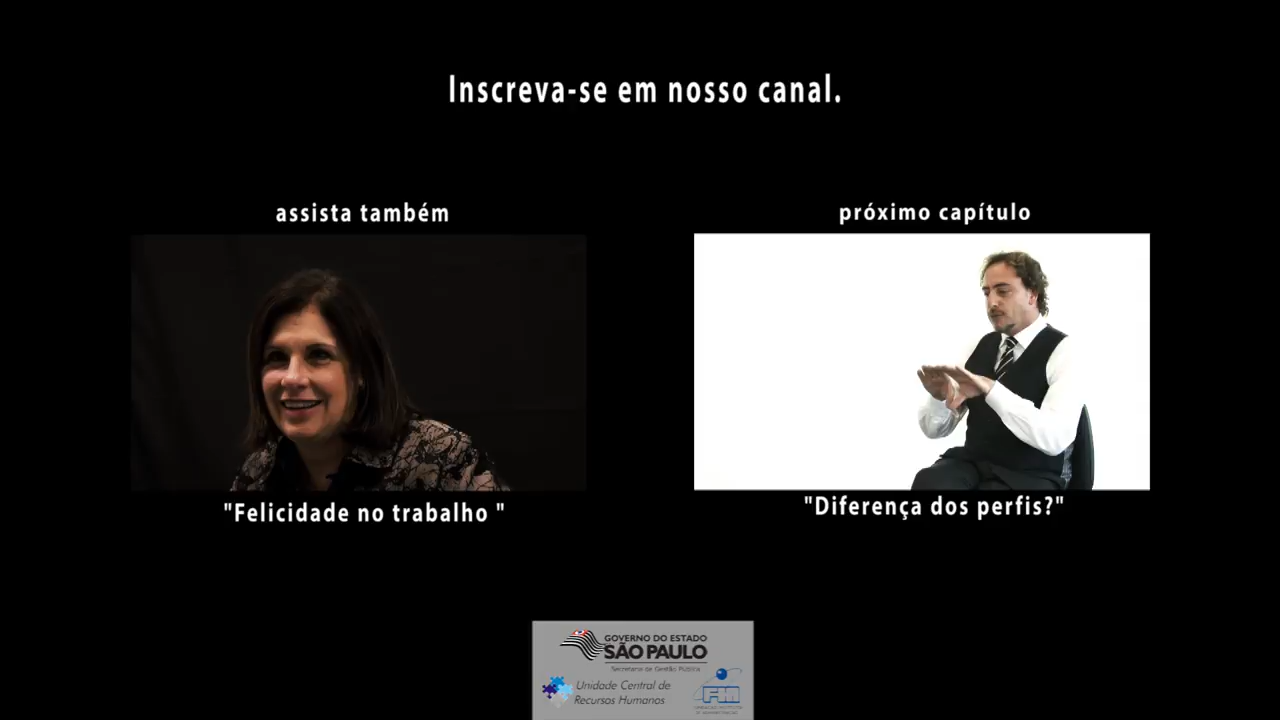 Inscreva-se em nosso canal.
assista também
próximo capítulo
"Felicidade no trabalho "
"Diferença dos perfis?"
GOVERNO DO ESTADO
SÃO PAULO
Secretaria de Gestão Pública
Unidade Central de
Recursos Humanos